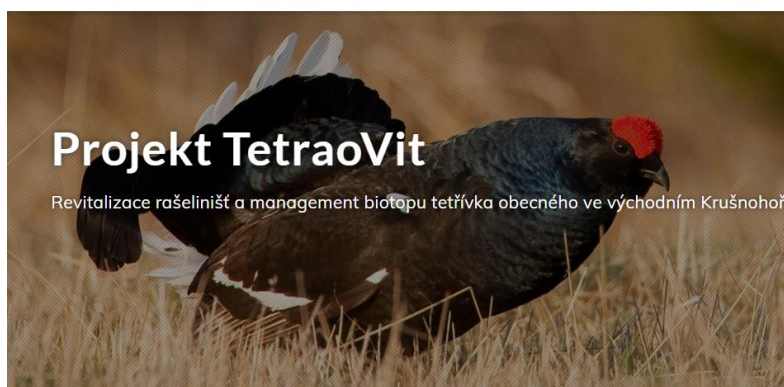 Projekt TetraoVit
Revitalizace rašelinišť a management biotopu tetřívka obecného ve východním Krušnohoř